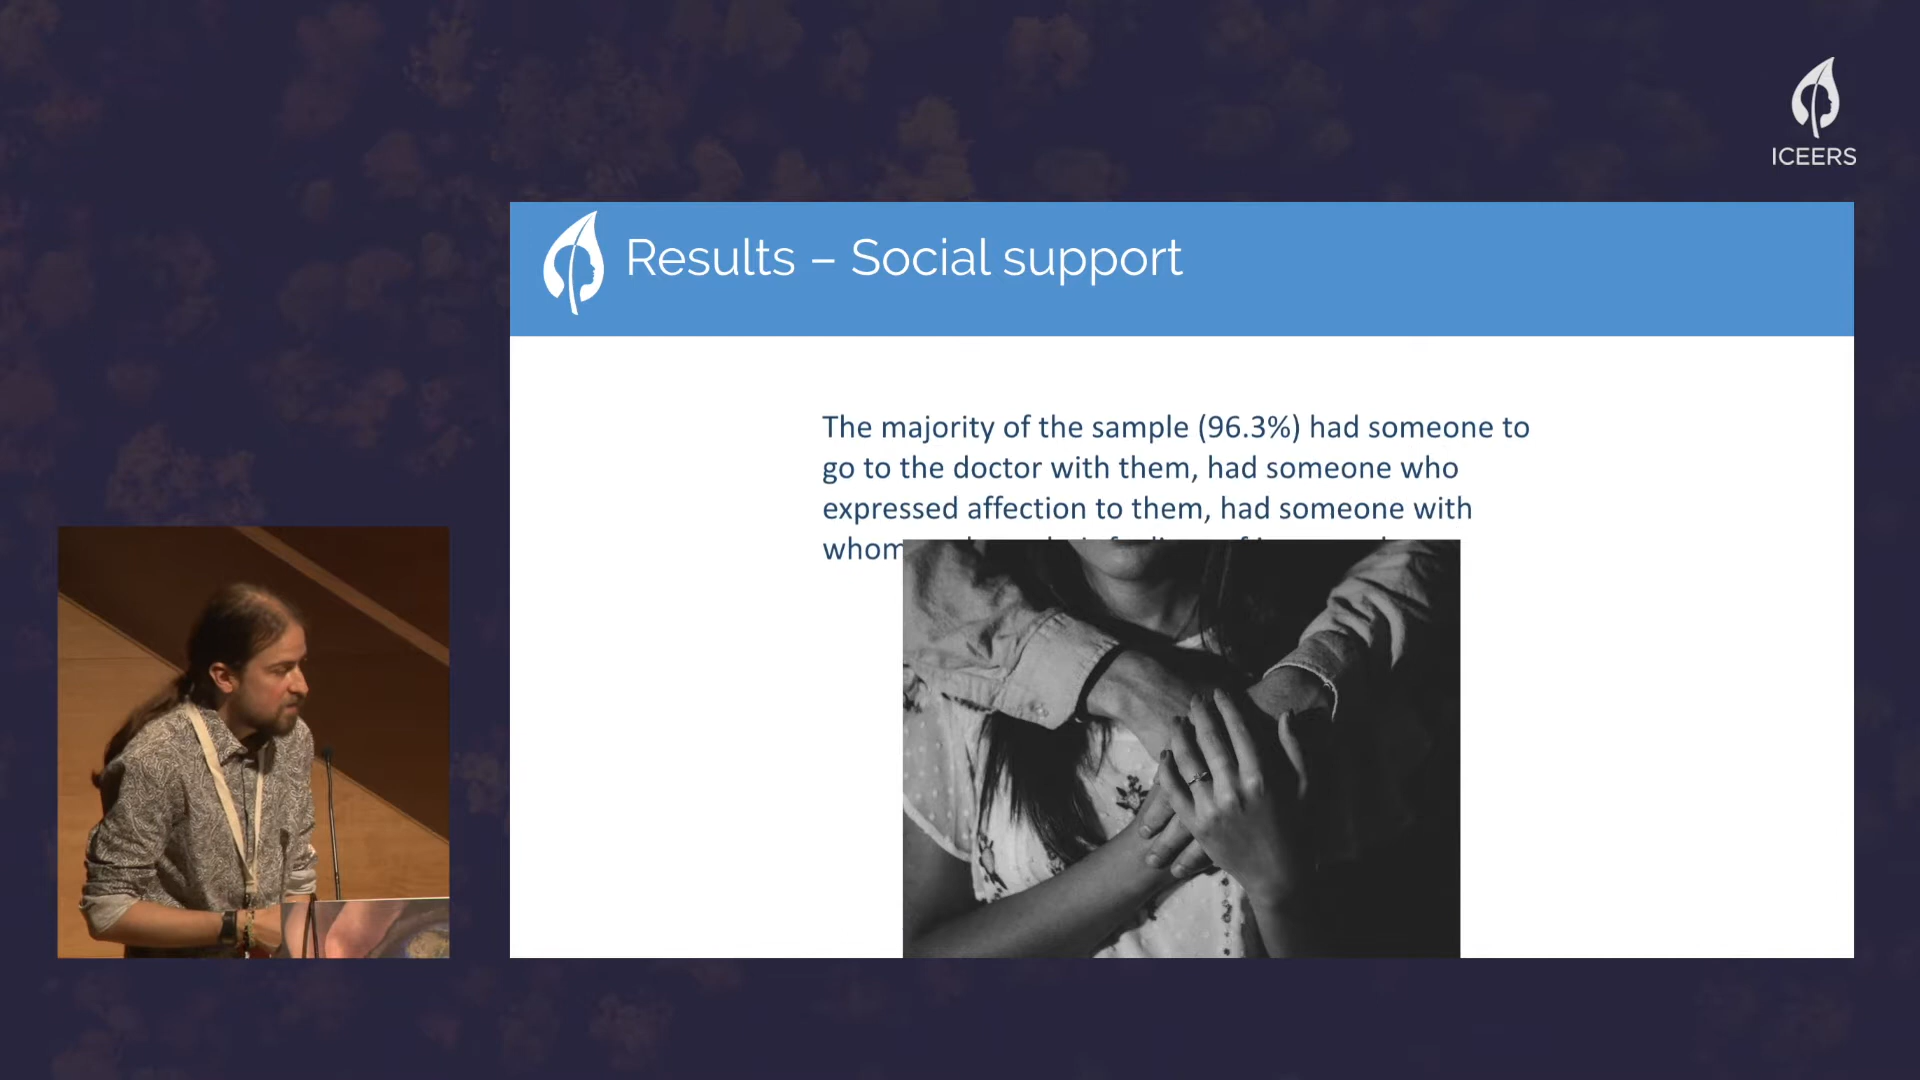 ICEERS
Results – Social support
The majority of the sample (96.3%) had someone to
go to the doctor with them, had someone who
expressed affection to them, had someone with
whom